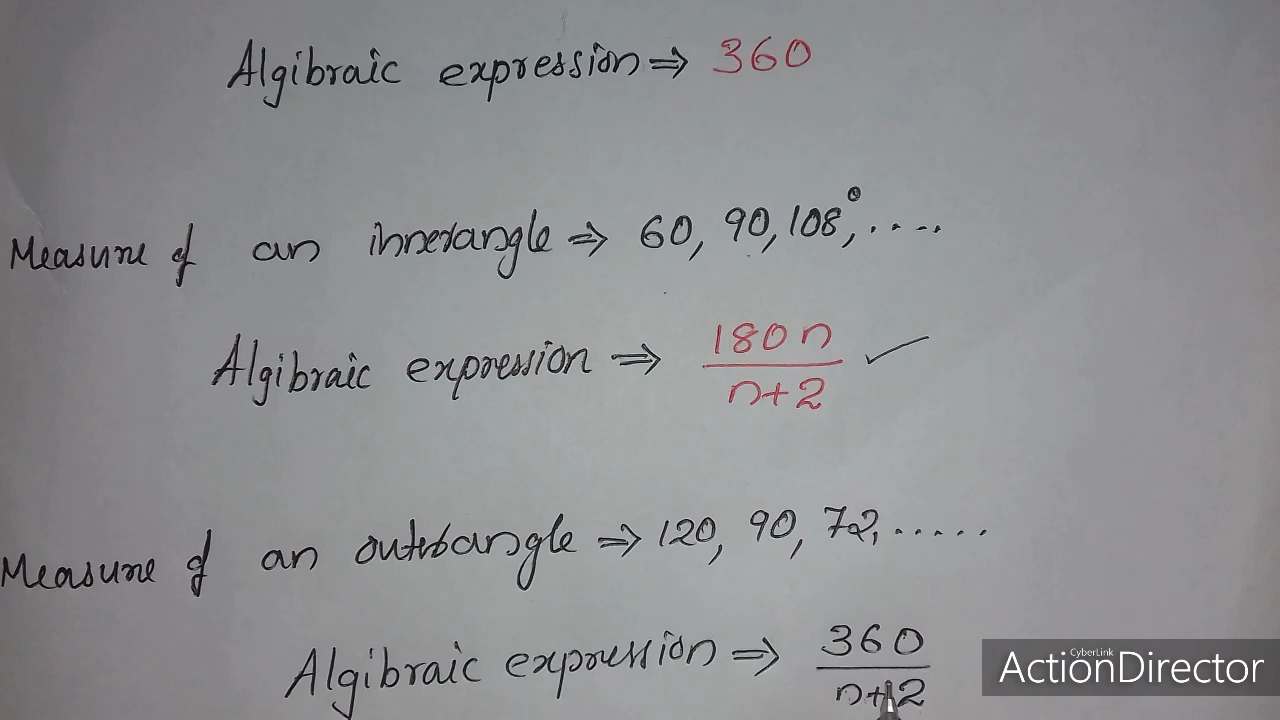 Algibraic expression ⇒ 360
Measure of an innerangle ⇒ 60, 90, 108°, ....
Algibraic expression ⇒ 180n/n+2 ✓
Measure of an outerangle ⇒ 120, 90, 72, .....
Algibraic expression ⇒ 360/n+2
CyberLink
ActionDirector